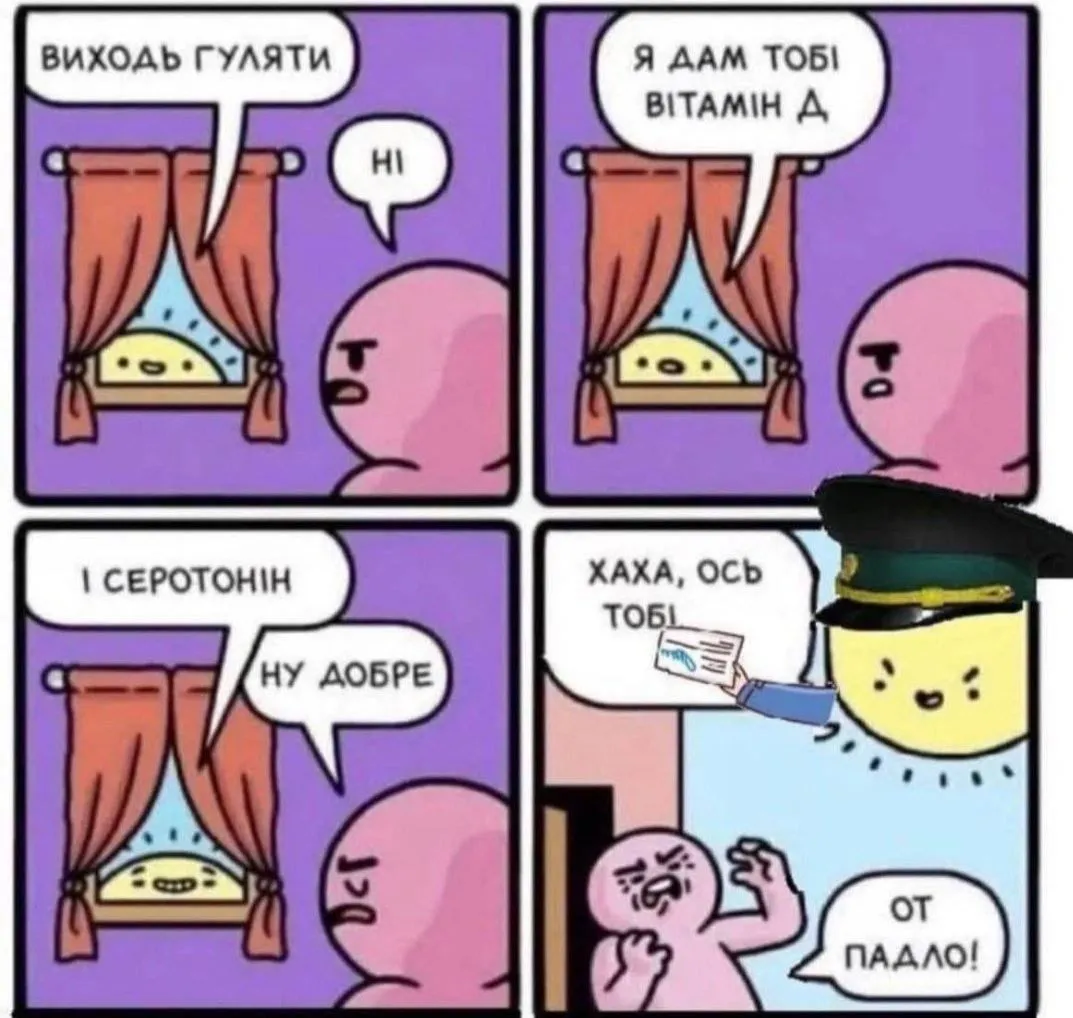 ВИХОДЬ ГУЛЯТИ
НІ
Я ДАМ ТОБІ
ВІТАМІН Д
І СЕРОТОНІН
НУ ДОБРЕ
ХАХА, ОСЬ
ТОБІ
ОТ
ПАДЛО!